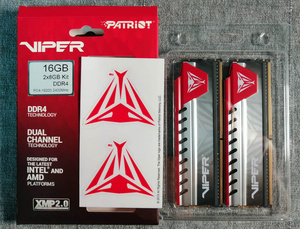 PATRIOT
VIPER
16GB
2x8GB Kit
DDR4
DDR4
TECHNOLOGY
DUAL
CHANNEL
TECHNOLOGY
DESIGNED FOR
THE LATEST
INTEL AND
AMD
PLATFORMS
XMP2.0
VIPER
VIPER